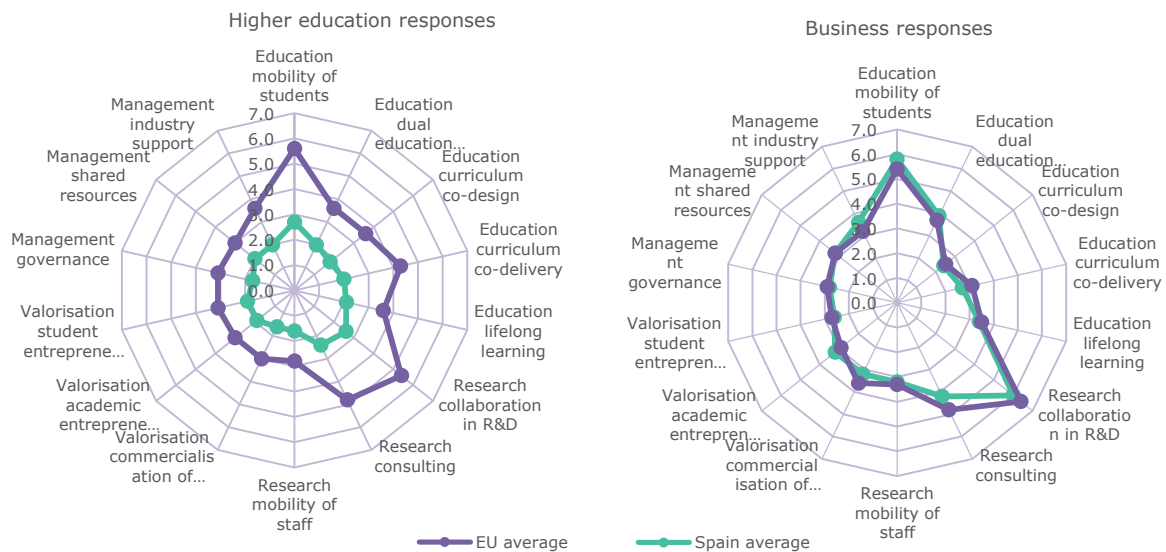 Higher education responses
Education
mobility of
students
Education
dual
education…
Education
curriculum
co-design
Education
curriculum
co-delivery
Education
lifelong
learning
Research
collaboration
in R&D
Research
consulting
Research
mobility of
staff
Valorisation
commercialis
ation of…
Valorisation
academic
entreprene…
Valorisation
student
entreprene…
Management
governance
Management
shared
resources
Management
industry
support
7.0
6.0
5.0
4.0
3.0
2.0
1.0
0.0
Business responses
Education
mobility of
students
Education
dual
education…
Education
curriculum
co-design
Education
curriculum
co-delivery
Education
lifelong
learning
Research
collaboratio
n in R&D
Research
consulting
Research
mobility of
staff
Valorisation
commercial
isation of…
Valorisation
academic
entrepren…
Valorisation
student
entrepren…
Manageme
nt
governance
Manageme
nt shared
resources
Manageme
nt industry
support
7.0
6.0
5.0
4.0
3.0
2.0
1.0
0.0
EU average
Spain average